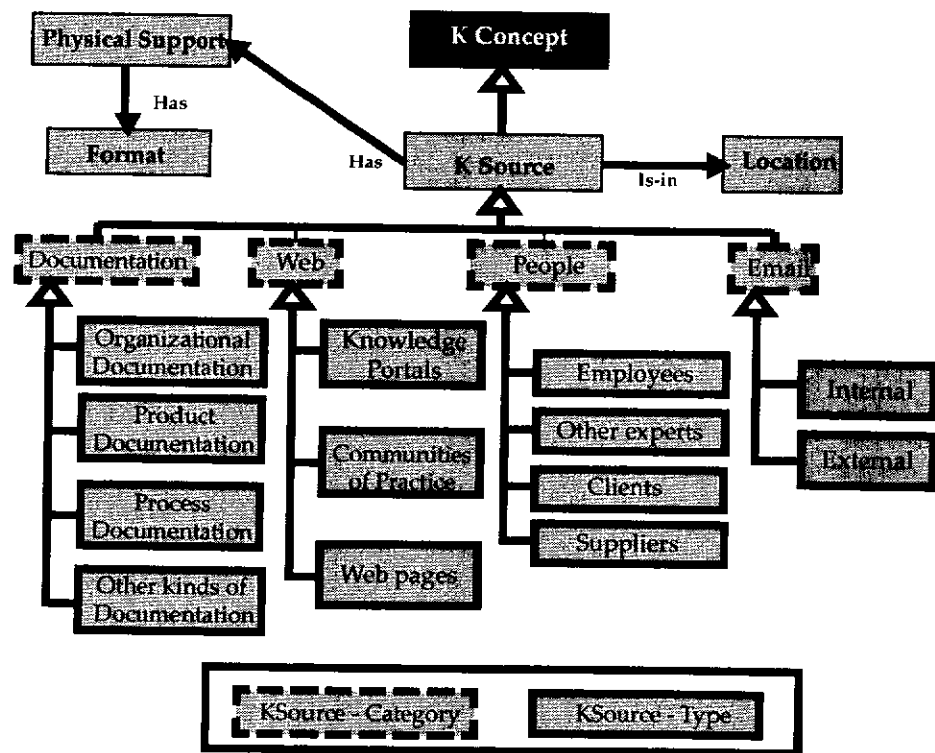 Physical Support
K Concept
Has
Format
Has
K Source
Is-in
Location
Documentation
Web
People
Email
Organizational
Documentation
Product
Documentation
Process
Documentation
Other kinds of
Documentation
Knowledge
Portals
Communities
of Practice
Web pages
Employees
Other experts
Clients
Suppliers
Internal
External
KSource - Category
KSource - Type